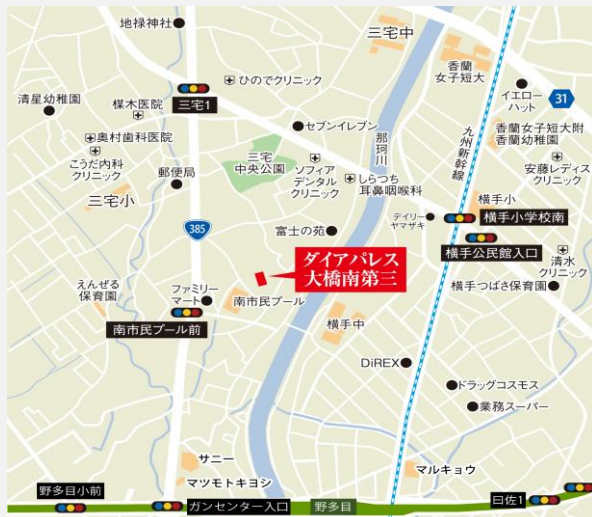 地禄神社
三宅中
ひのでクリニック
香蘭
女子短大
清星幼稚園
楳木医院
三宅1
イエロー
ハット
31
奥村歯科医院
セブンイレブン
那珂川
九州新幹線
香蘭女子短大附
香蘭幼稚園
こうだ内科
クリニック
郵便局
三宅
中央公園
ソフィア
デンタル
クリニック
しらつち
耳鼻咽喉科
安藤レディス
クリニック
三宅小
横手小
デイリー
ヤマザキ
横手小学校南
385
富士の苑
横手公民館入口
ダイアパレス
大橋南第三
清水
クリニック
えんぜる
保育園
ファミリー
マート
南市民プール
横手つばさ保育園
南市民プール前
横手中
DiREX
ドラッグコスモス
業務スーパー
サニー
マツモトキヨシ
マルキョウ
野多目小前
ガンセンター入口
野多目
曰佐1